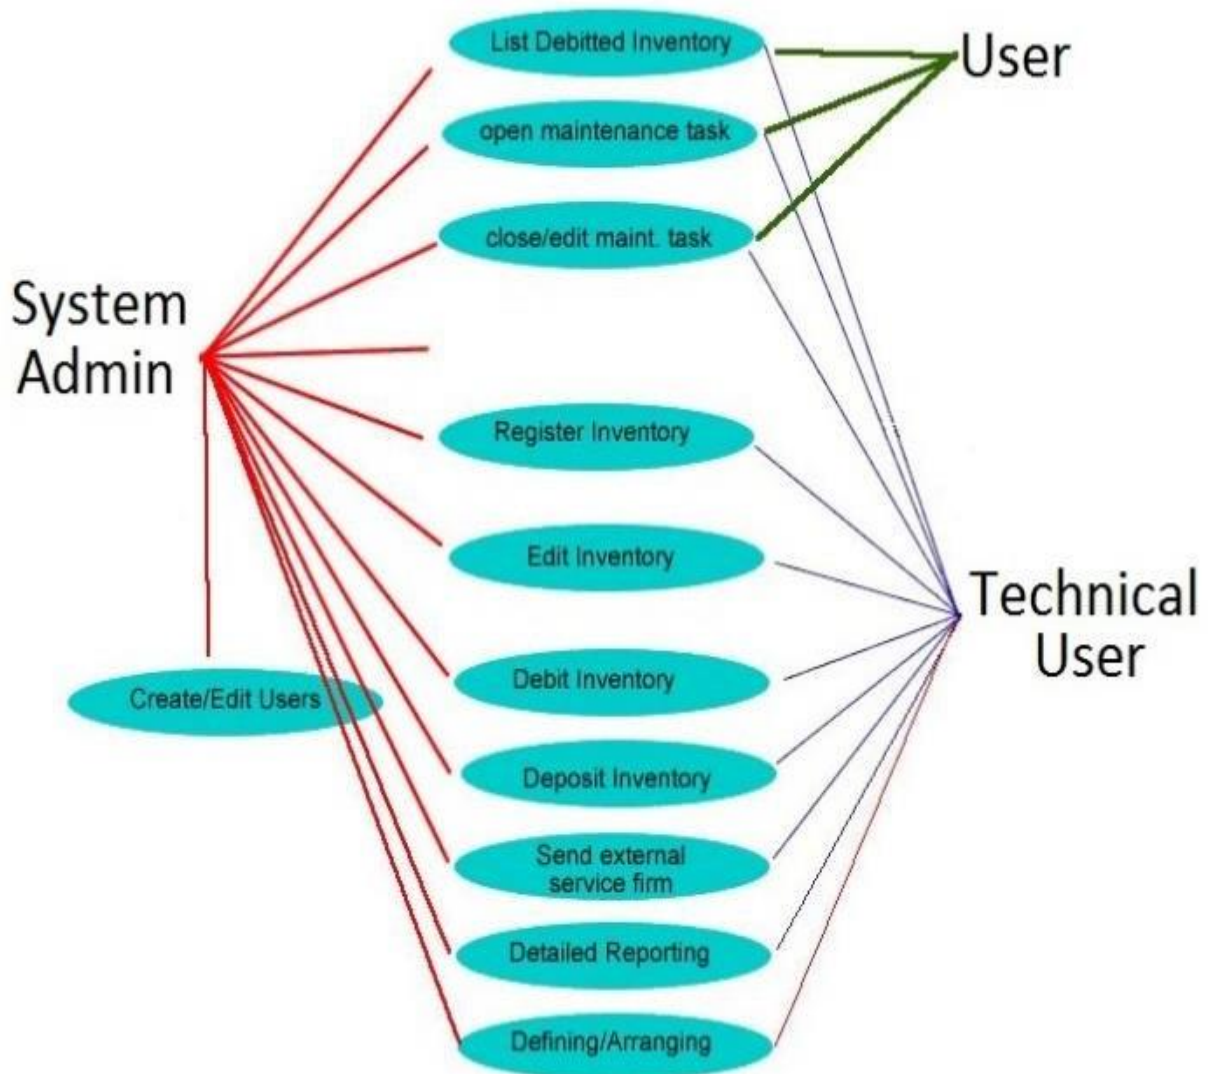 List Debitted Inventory
User
open maintenance task
close/edit maint. task
System
Admin
Register Inventory
Edit Inventory
Technical
User
Debit Inventory
Create/Edit Users
Deposit Inventory
Send external
service firm
Detailed Reporting
Defining/Arranging